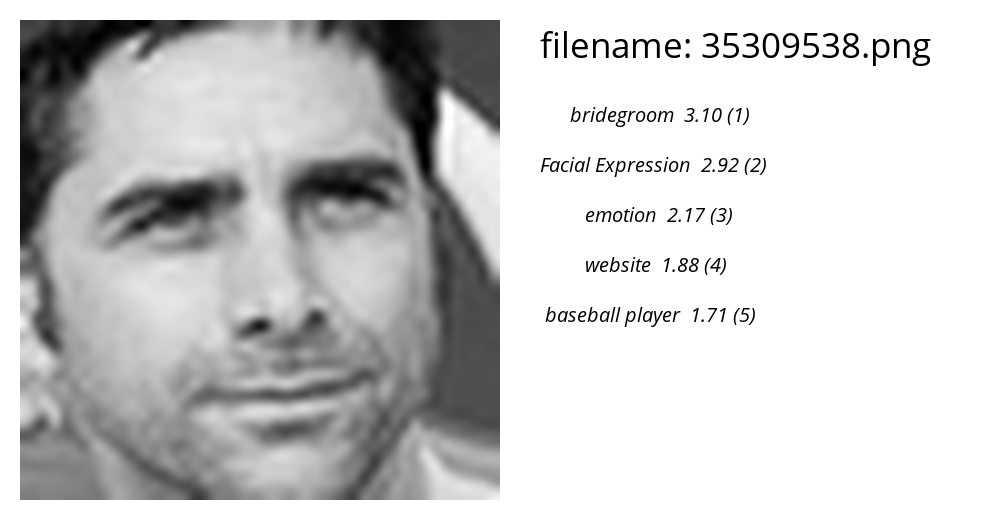 filename: 35309538.png
bridegroom 3.10 (1)
Facial Expression 2.92 (2)
emotion 2.17 (3)
website 1.88 (4)
baseball player 1.71 (5)